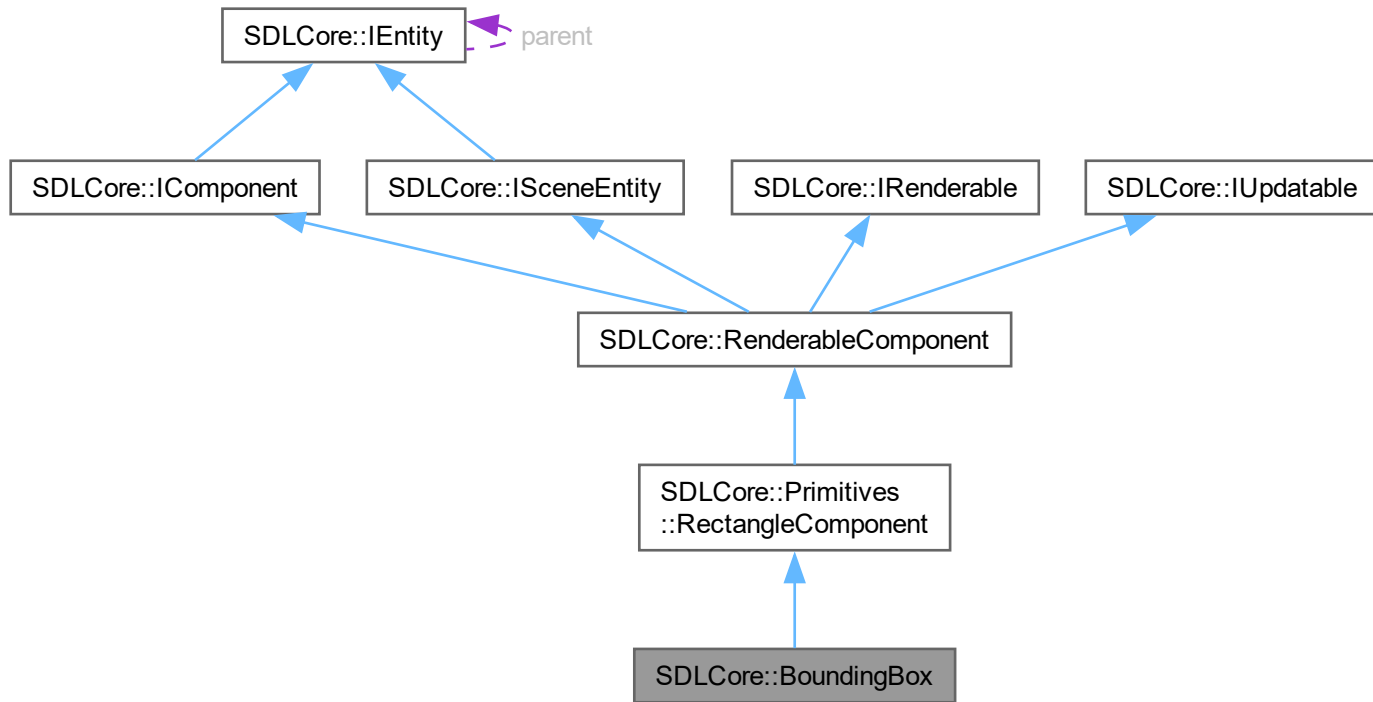 SDLCore::IEntity
parent
SDLCore::IComponent
SDLCore::ISceneEntity
SDLCore::IRenderable
SDLCore::IUpdatable
SDLCore::RenderableComponent
SDLCore::Primitives
::RectangleComponent
SDLCore::BoundingBox